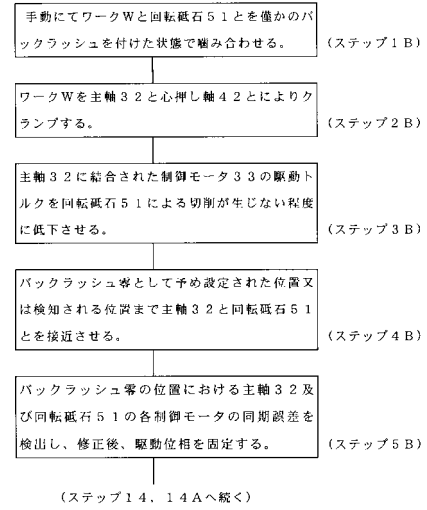 手動にてワークWと回転砥石51とを僅かのバ
ックラッシュを付けた状態で噛み合わせる。
(ステップ1B)
ワークWを主軸32と心押し軸42とによりク
ランプする。
(ステップ2B)
主軸32に結合された制御モータ33の駆動ト
ルクを回転砥石51による切削が生じない程度
に低下させる。
(ステップ3B)
バックラッシュ零として予め設定された位置又
は検知される位置まで主軸32と回転砥石51
とを接近させる。
(ステップ4B)
バックラッシュ零の位置における主軸32及
び回転砥石51の各制御モータの同期誤差を
検出し、修正後、駆動位相を固定する。
(ステップ5B)
(ステップ14, 14Aへ続く)